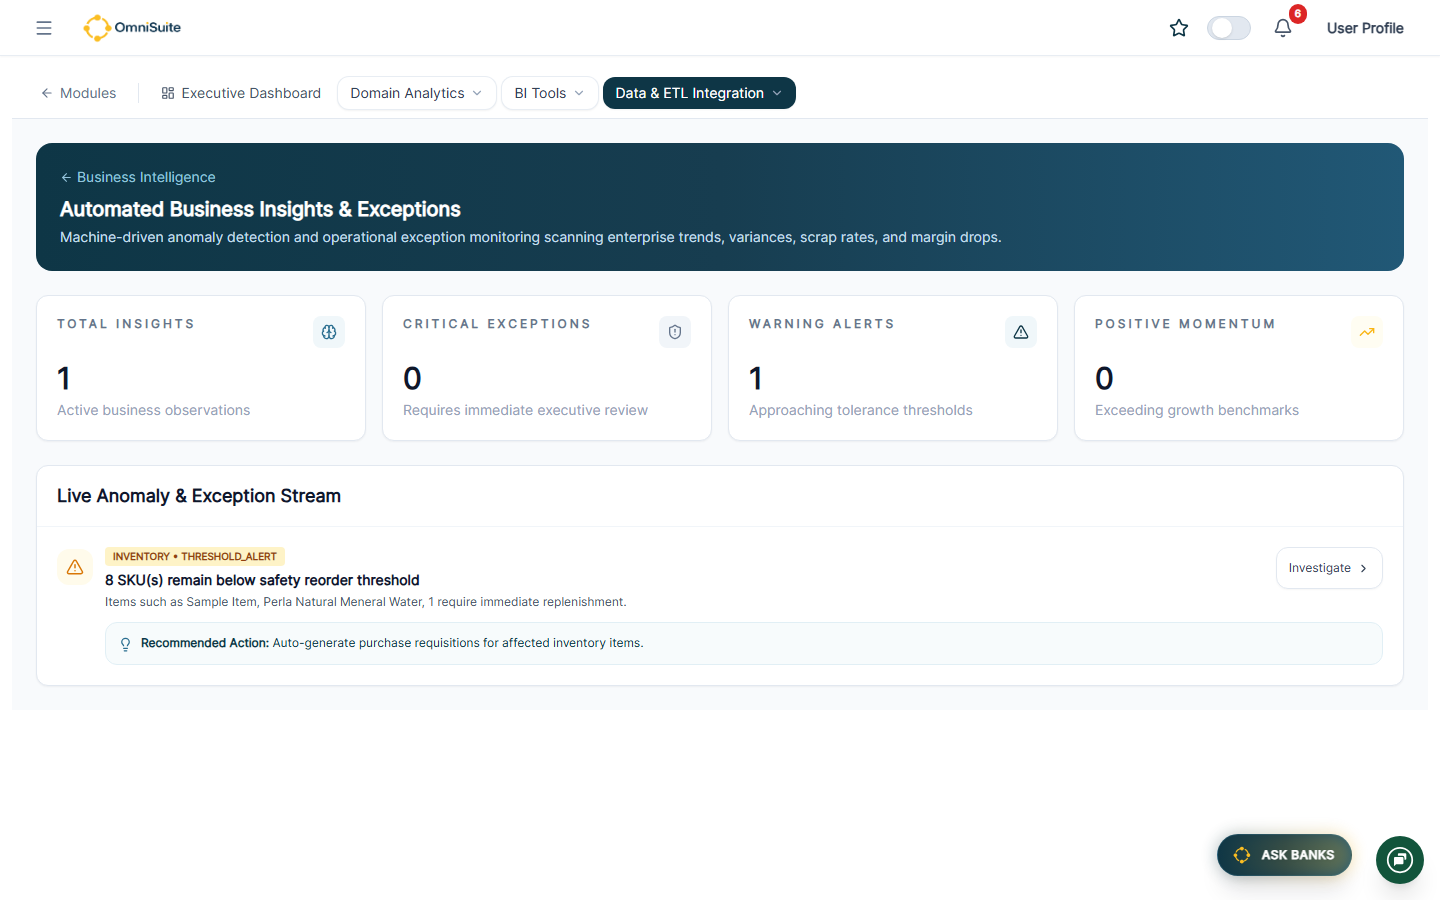 OmniSuite
6
User Profile
Modules
Executive Dashboard
Domain Analytics
BI Tools
Data & ETL Integration
Business Intelligence
Automated Business Insights & Exceptions
Machine-driven anomaly detection and operational exception monitoring scanning enterprise trends, variances, scrap rates, and margin drops.
TOTAL INSIGHTS
1
Active business observations
CRITICAL EXCEPTIONS
0
Requires immediate executive review
WARNING ALERTS
1
Approaching tolerance thresholds
POSITIVE MOMENTUM
0
Exceeding growth benchmarks
Live Anomaly & Exception Stream
INVENTORY • THRESHOLD_ALERT
8 SKU(s) remain below safety reorder threshold
Items such as Sample Item, Perla Natural Meneral Water, 1 require immediate replenishment.
Investigate
Recommended Action: Auto-generate purchase requisitions for affected inventory items.
ASK BANKS